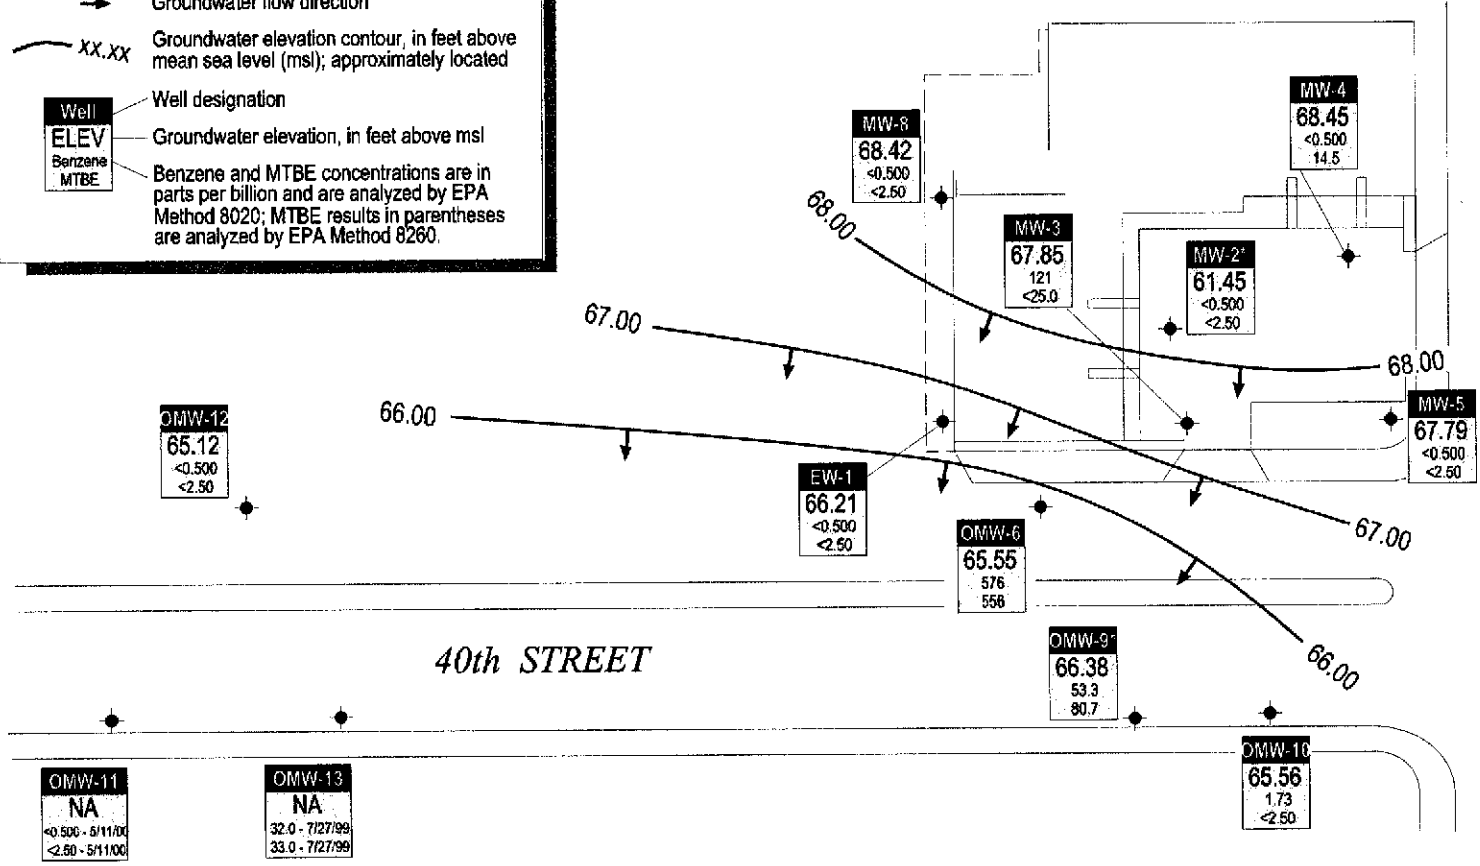 Groundwater flow direction
XX.XX
Groundwater elevation contour, in feet above
mean sea level (msl); approximately located
Well
ELEV
Benzene
MTBE
Well designation
Groundwater elevation, in feet above msl
Benzene and MTBE concentrations are in
parts per billion and are analyzed by EPA
Method 8020; MTBE results in parentheses
are analyzed by EPA Method 8260.
MW-8
68.42
<0.500
<2.50
MW-4
68.45
<0.500
14.5
MW-3
67.85
121
<25.0
MW-2*
61.45
<0.500
<2.50
68.00
67.00
68.00
66.00
OMW-12
65.12
<0.500
<2.50
MW-5
67.79
<0.500
<2.50
EW-1
66.21
<0.500
<2.50
OMW-6
65.55
576
556
67.00
40th STREET
OMW-9*
66.38
53.3
80.7
66.00
OMW-11
NA
<0.500 - 5/11/00
<2.50 - 5/11/00
OMW-13
NA
32.0 - 7/27/99
33.0 - 7/27/99
OMW-10
65.56
1.73
<2.50